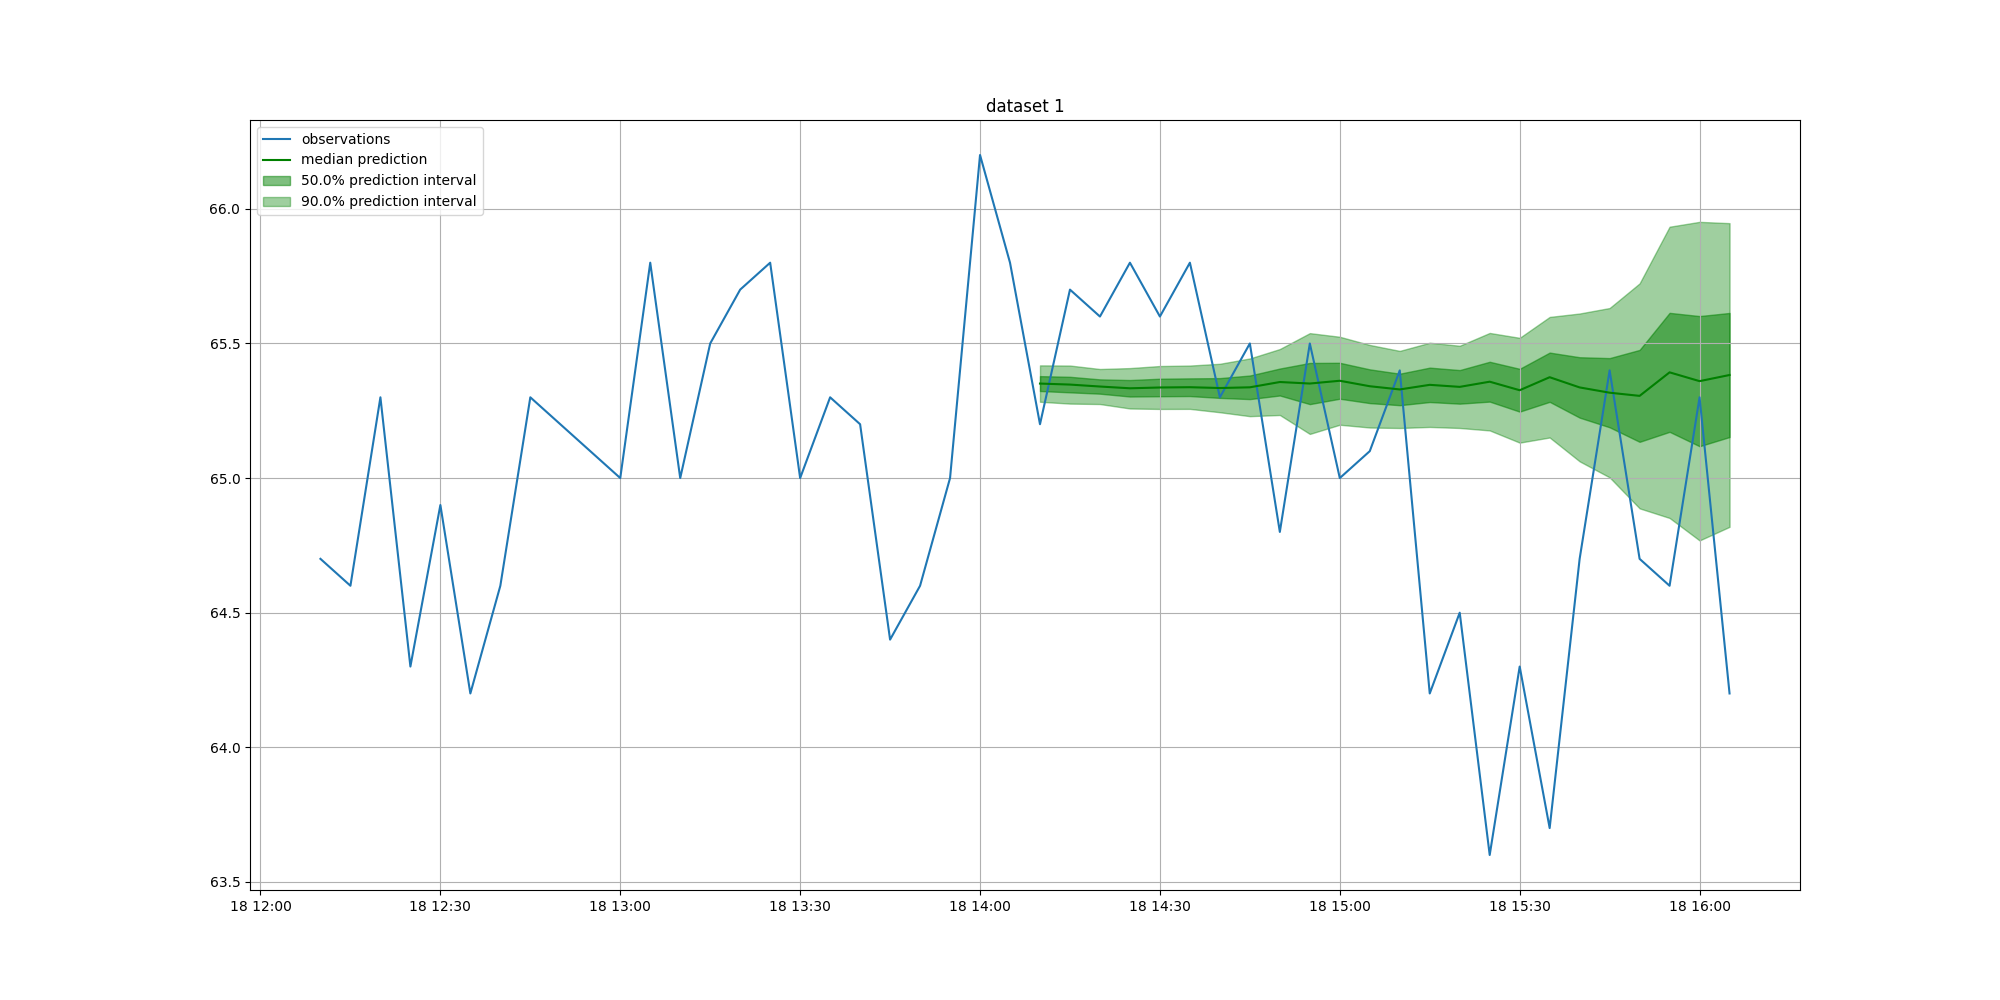 dataset 1
observations
median prediction
50.0% prediction interval
90.0% prediction interval
66.0
65.5
65.0
64.5
64.0
63.5
18 12:00 18 12:30 18 13:00 18 13:30 18 14:00 18 14:30 18 15:00 18 15:30 18 16:00